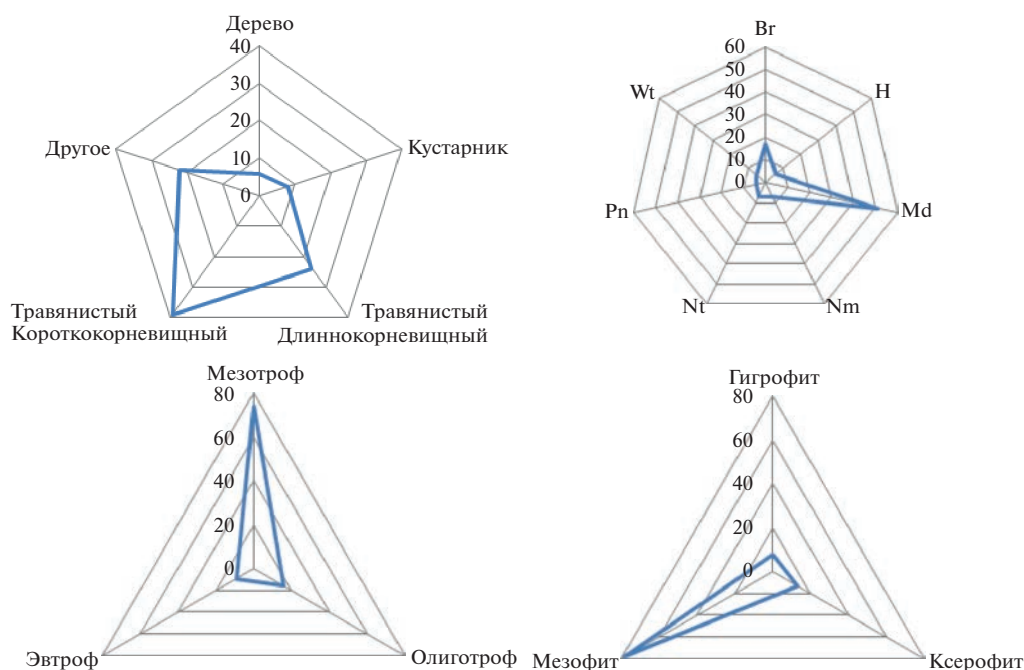 Дерево
40
30
20
10
0
Кустарник
Другое
Травянистый
Короткокорневищный
Травянистый
Длиннокорневищный
Br
60
50
40
30
20
10
0
Wt
H
Pn
Md
Nt
Nm
Мезотроф
80
60
40
20
0
Эвтроф
Олиготроф
Гигрофит
80
60
40
20
0
Мезофит
Ксерофит